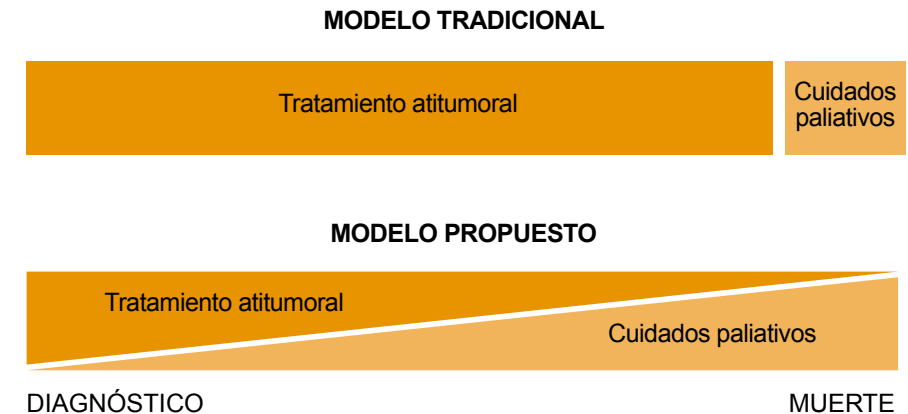 MODELO TRADICIONAL
Tratamiento atitumoral
Cuidados
paliativos
MODELO PROPUESTO
Tratamiento atitumoral
Cuidados paliativos
DIAGNÓSTICO
MUERTE